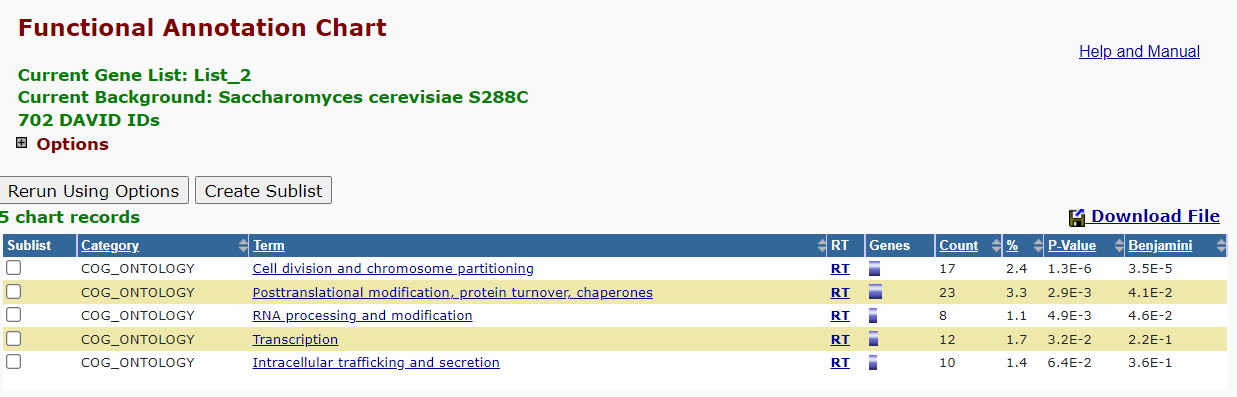 Functional Annotation Chart
Help and Manual
Current Gene List: List_2
Current Background: Saccharomyces cerevisiae S288C
702 DAVID IDs
Options
Rerun Using Options Create Sublist
5 chart records Download File
Sublist Category Term RT Genes Count % P-Value Benjamini
COG_ONTOLOGY Cell division and chromosome partitioning RT 17 2.4 1.3E-6 3.5E-5
COG_ONTOLOGY Posttranslational modification, protein turnover, chaperones RT 23 3.3 2.9E-3 4.1E-2
COG_ONTOLOGY RNA processing and modification RT 8 1.1 4.9E-3 4.6E-2
COG_ONTOLOGY Transcription RT 12 1.7 3.2E-2 2.2E-1
COG_ONTOLOGY Intracellular trafficking and secretion RT 10 1.4 6.4E-2 3.6E-1